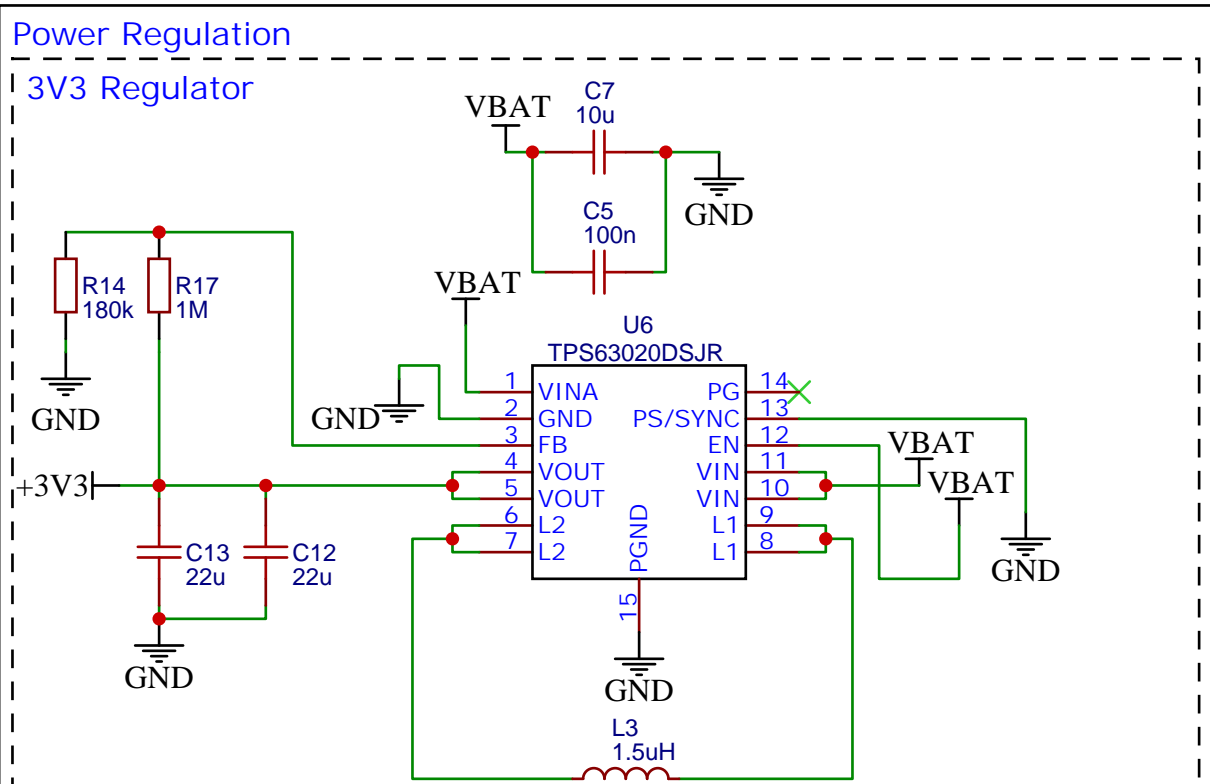 Power Regulation
3V3 Regulator
VBAT
C7
10u
GND
C5
100n
R14
180k
R17
1M
GND
VBAT
GND
U6
TPS63020DSJR
1 VINA
2 GND
3 FB
4 VOUT
5 VOUT
6 L2
7 L2
PG 14
PS/SYNC 13
EN 12
VIN 11
VIN 10
L1 9
L1 8
PGND
15
GND
VBAT
VBAT
GND
+3V3
C13
22u
C12
22u
GND
L3
1.5uH